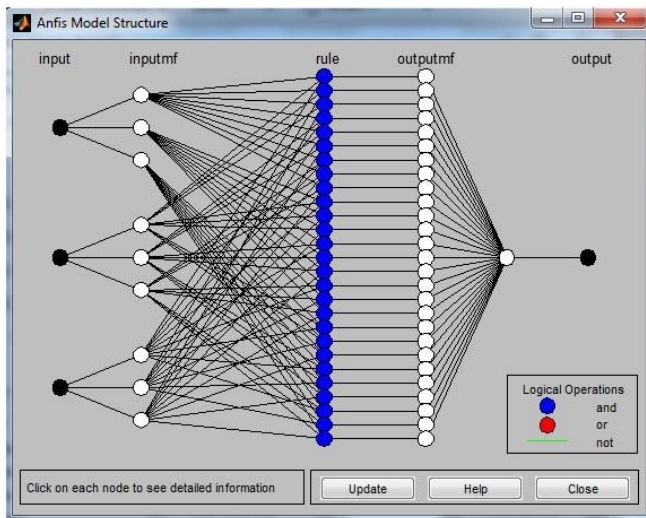 Anfis Model Structure
input inputmf rule outputmf output
Logical Operations
and
or
not
Click on each node to see detailed information
Update Help Close